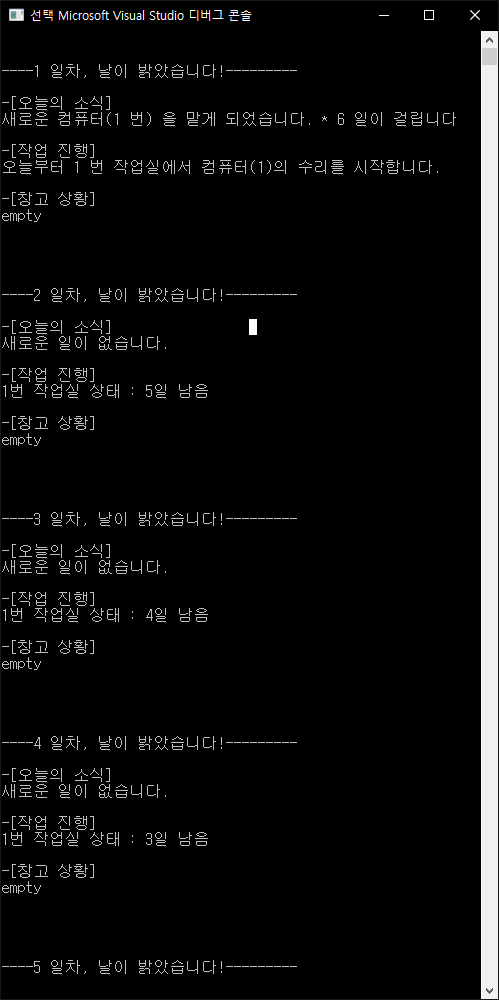 선택 Microsoft Visual Studio 디버그 콘솔
----1 일차, 날이 밝았습니다!---------
-[오늘의 소식]
새로운 컴퓨터(1 번) 을 맡게 되었습니다. * 6 일이 걸립니다
-[작업 진행]
오늘부터 1 번 작업실에서 컴퓨터(1)의 수리를 시작합니다.
-[창고 상황]
empty
----2 일차, 날이 밝았습니다!---------
-[오늘의 소식]
새로운 일이 없습니다.
-[작업 진행]
1번 작업실 상태 : 5일 남음
-[창고 상황]
empty
----3 일차, 날이 밝았습니다!---------
-[오늘의 소식]
새로운 일이 없습니다.
-[작업 진행]
1번 작업실 상태 : 4일 남음
-[창고 상황]
empty
----4 일차, 날이 밝았습니다!---------
-[오늘의 소식]
새로운 일이 없습니다.
-[작업 진행]
1번 작업실 상태 : 3일 남음
-[창고 상황]
empty
----5 일차, 날이 밝았습니다!---------